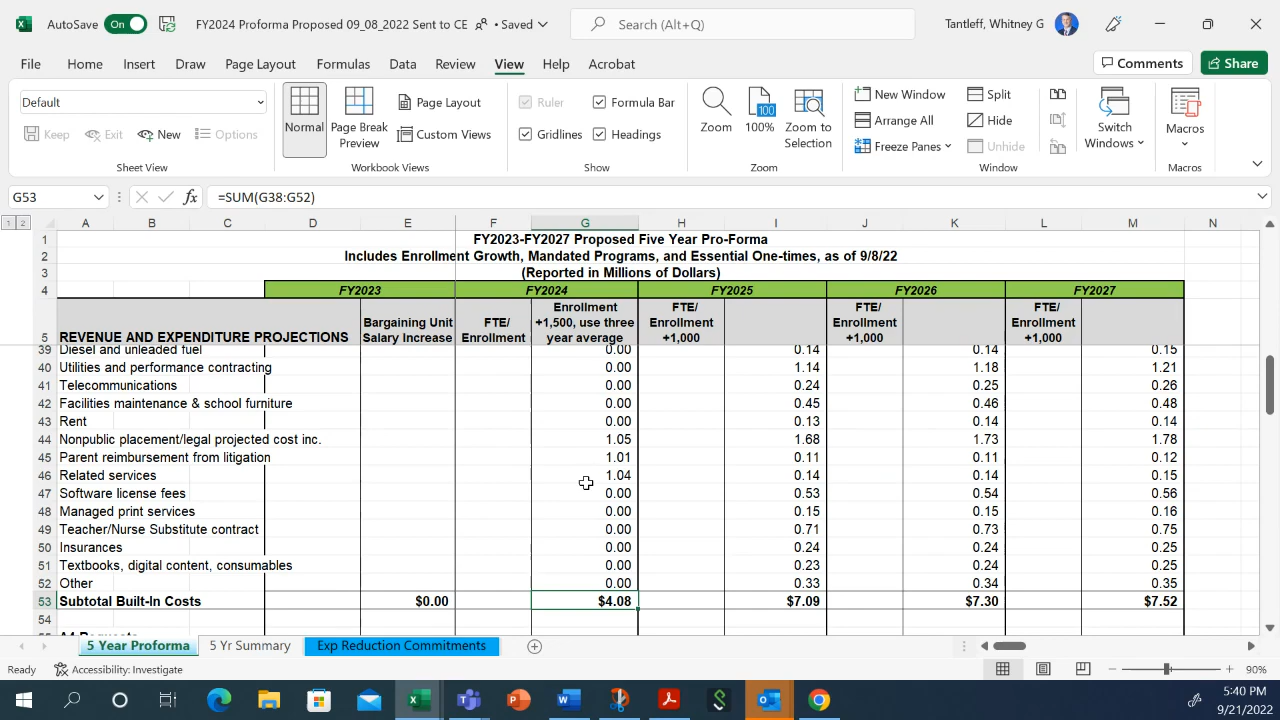 AutoSave On FY2024 Proforma Proposed 09 08_2022 Sent to CE • Saved Search (Alt+Q) Tantleff, Whitney G
File Home Insert Draw Page Layout Formulas Data Review View Help Acrobat Comments Share
Default
Keep Exit New Options
Sheet View
Normal
Page Break Preview
Page Layout
Custom Views
Workbook Views
Ruler Formula Bar
Gridlines Headings
Show
Zoom
100%
Zoom to Selection
Zoom
New Window
Arrange All
Freeze Panes
Split
Hide
Unhide
Switch Windows
Window
Macros
Macros
G53 fx =SUM(G38:G52)
1 2
A B C D E F G H I J K L M N
1 FY2023-FY2027 Proposed Five Year Pro-Forma
2 Includes Enrollment Growth, Mandated Programs, and Essential One-times, as of 9/8/22
3 (Reported in Millions of Dollars)
4 FY2023 FY2024 FY2025 FY2026 FY2027
5 REVENUE AND EXPENDITURE PROJECTIONS
Bargaining Unit
Salary Increase
FTE/
Enrollment
Enrollment
+1,500, use three
year average
FTE/
Enrollment
+1,000
FTE/
Enrollment
+1,000
FTE/
Enrollment
+1,000
39 Diesel and unleaded fuel 0.00 0.14 0.14 0.15
40 Utilities and performance contracting 0.00 1.14 1.18 1.21
41 Telecommunications 0.00 0.24 0.25 0.26
42 Facilities maintenance & school furniture 0.00 0.45 0.46 0.48
43 Rent 0.00 0.13 0.14 0.14
44 Nonpublic placement/legal projected cost inc. 1.05 1.68 1.73 1.78
45 Parent reimbursement from litigation 1.01 0.11 0.11 0.12
46 Related services 1.04 0.14 0.14 0.15
47 Software license fees 0.00 0.53 0.54 0.56
48 Managed print services 0.00 0.15 0.15 0.16
49 Teacher/Nurse Substitute contract 0.00 0.71 0.73 0.75
50 Insurances 0.00 0.24 0.24 0.25
51 Textbooks, digital content, consumables 0.00 0.23 0.24 0.25
52 Other 0.00 0.33 0.34 0.35
53 Subtotal Built-In Costs $0.00 $4.08 $7.09 $7.30 $7.52
54
5 Year Proforma 5 Yr Summary Exp Reduction Commitments
Ready Accessibility: Investigate 90%
5:40 PM
9/21/2022